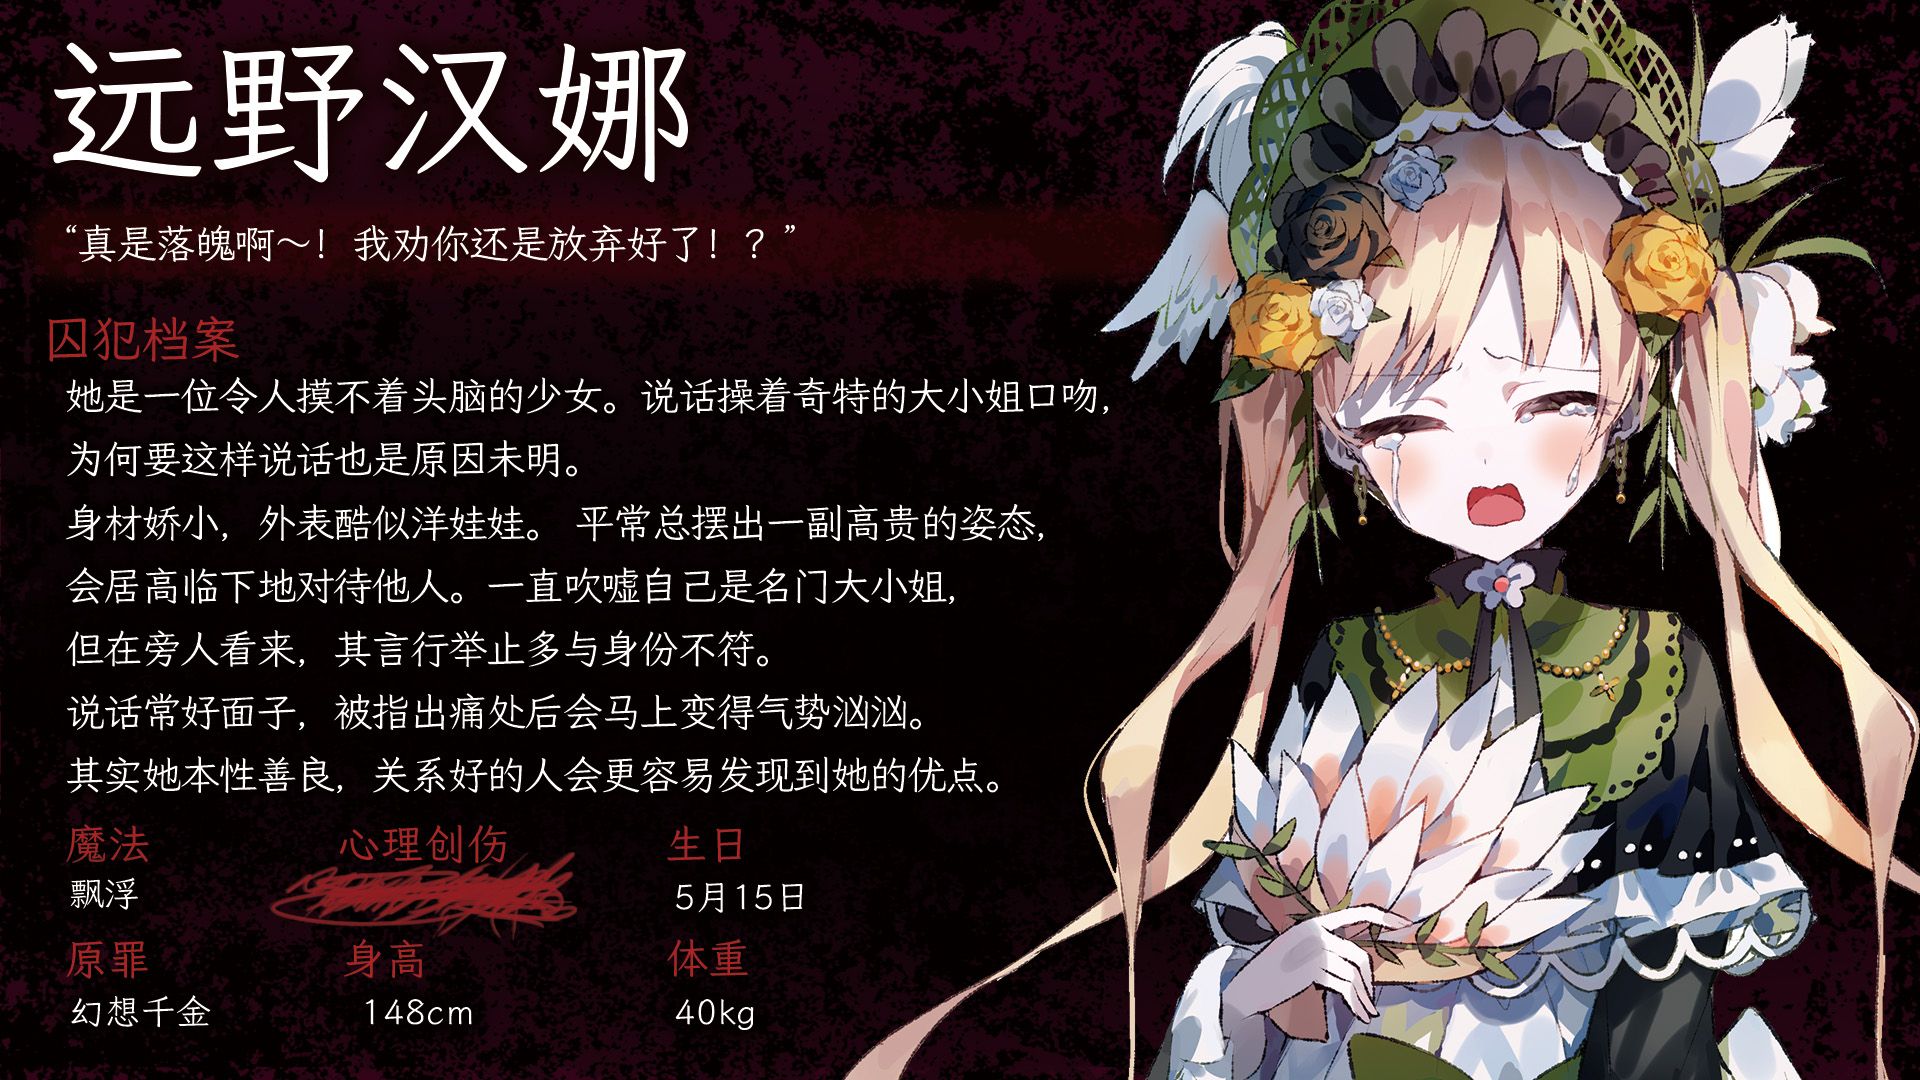 远野汉娜
“真是落魄啊～！我劝你还是放弃好了！？”
囚犯档案
她是一位令人摸不着头脑的少女。说话操着奇特的大小姐口吻，
为何要这样说话也是原因未明。
身材娇小，外表酷似洋娃娃。 平常总摆出一副高贵的姿态，
会居高临下地对待他人。一直吹嘘自己是名门大小姐，
但在旁人看来，其言行举止多与身份不符。
说话常好面子，被指出痛处后会马上变得气势汹汹。
其实她本性善良，关系好的人会更容易发现到她的优点。
魔法 心理创伤 生日
飘浮 5月15日
原罪 身高 体重
幻想千金 148cm 40kg